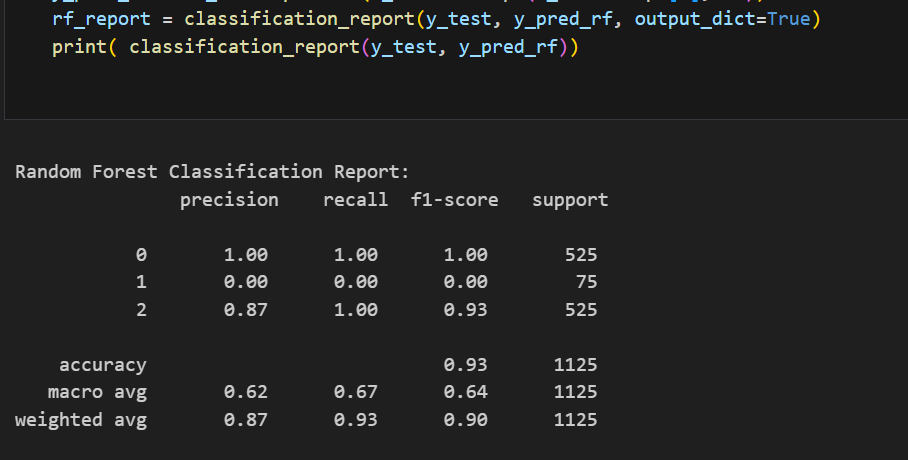 rf_report = classification_report(y_test, y_pred_rf, output_dict=True)
print( classification_report(y_test, y_pred_rf))
Random Forest Classification Report:
precision recall f1-score support
0 1.00 1.00 1.00 525
1 0.00 0.00 0.00 75
2 0.87 1.00 0.93 525
accuracy 0.93 1125
macro avg 0.62 0.67 0.64 1125
weighted avg 0.87 0.93 0.90 1125